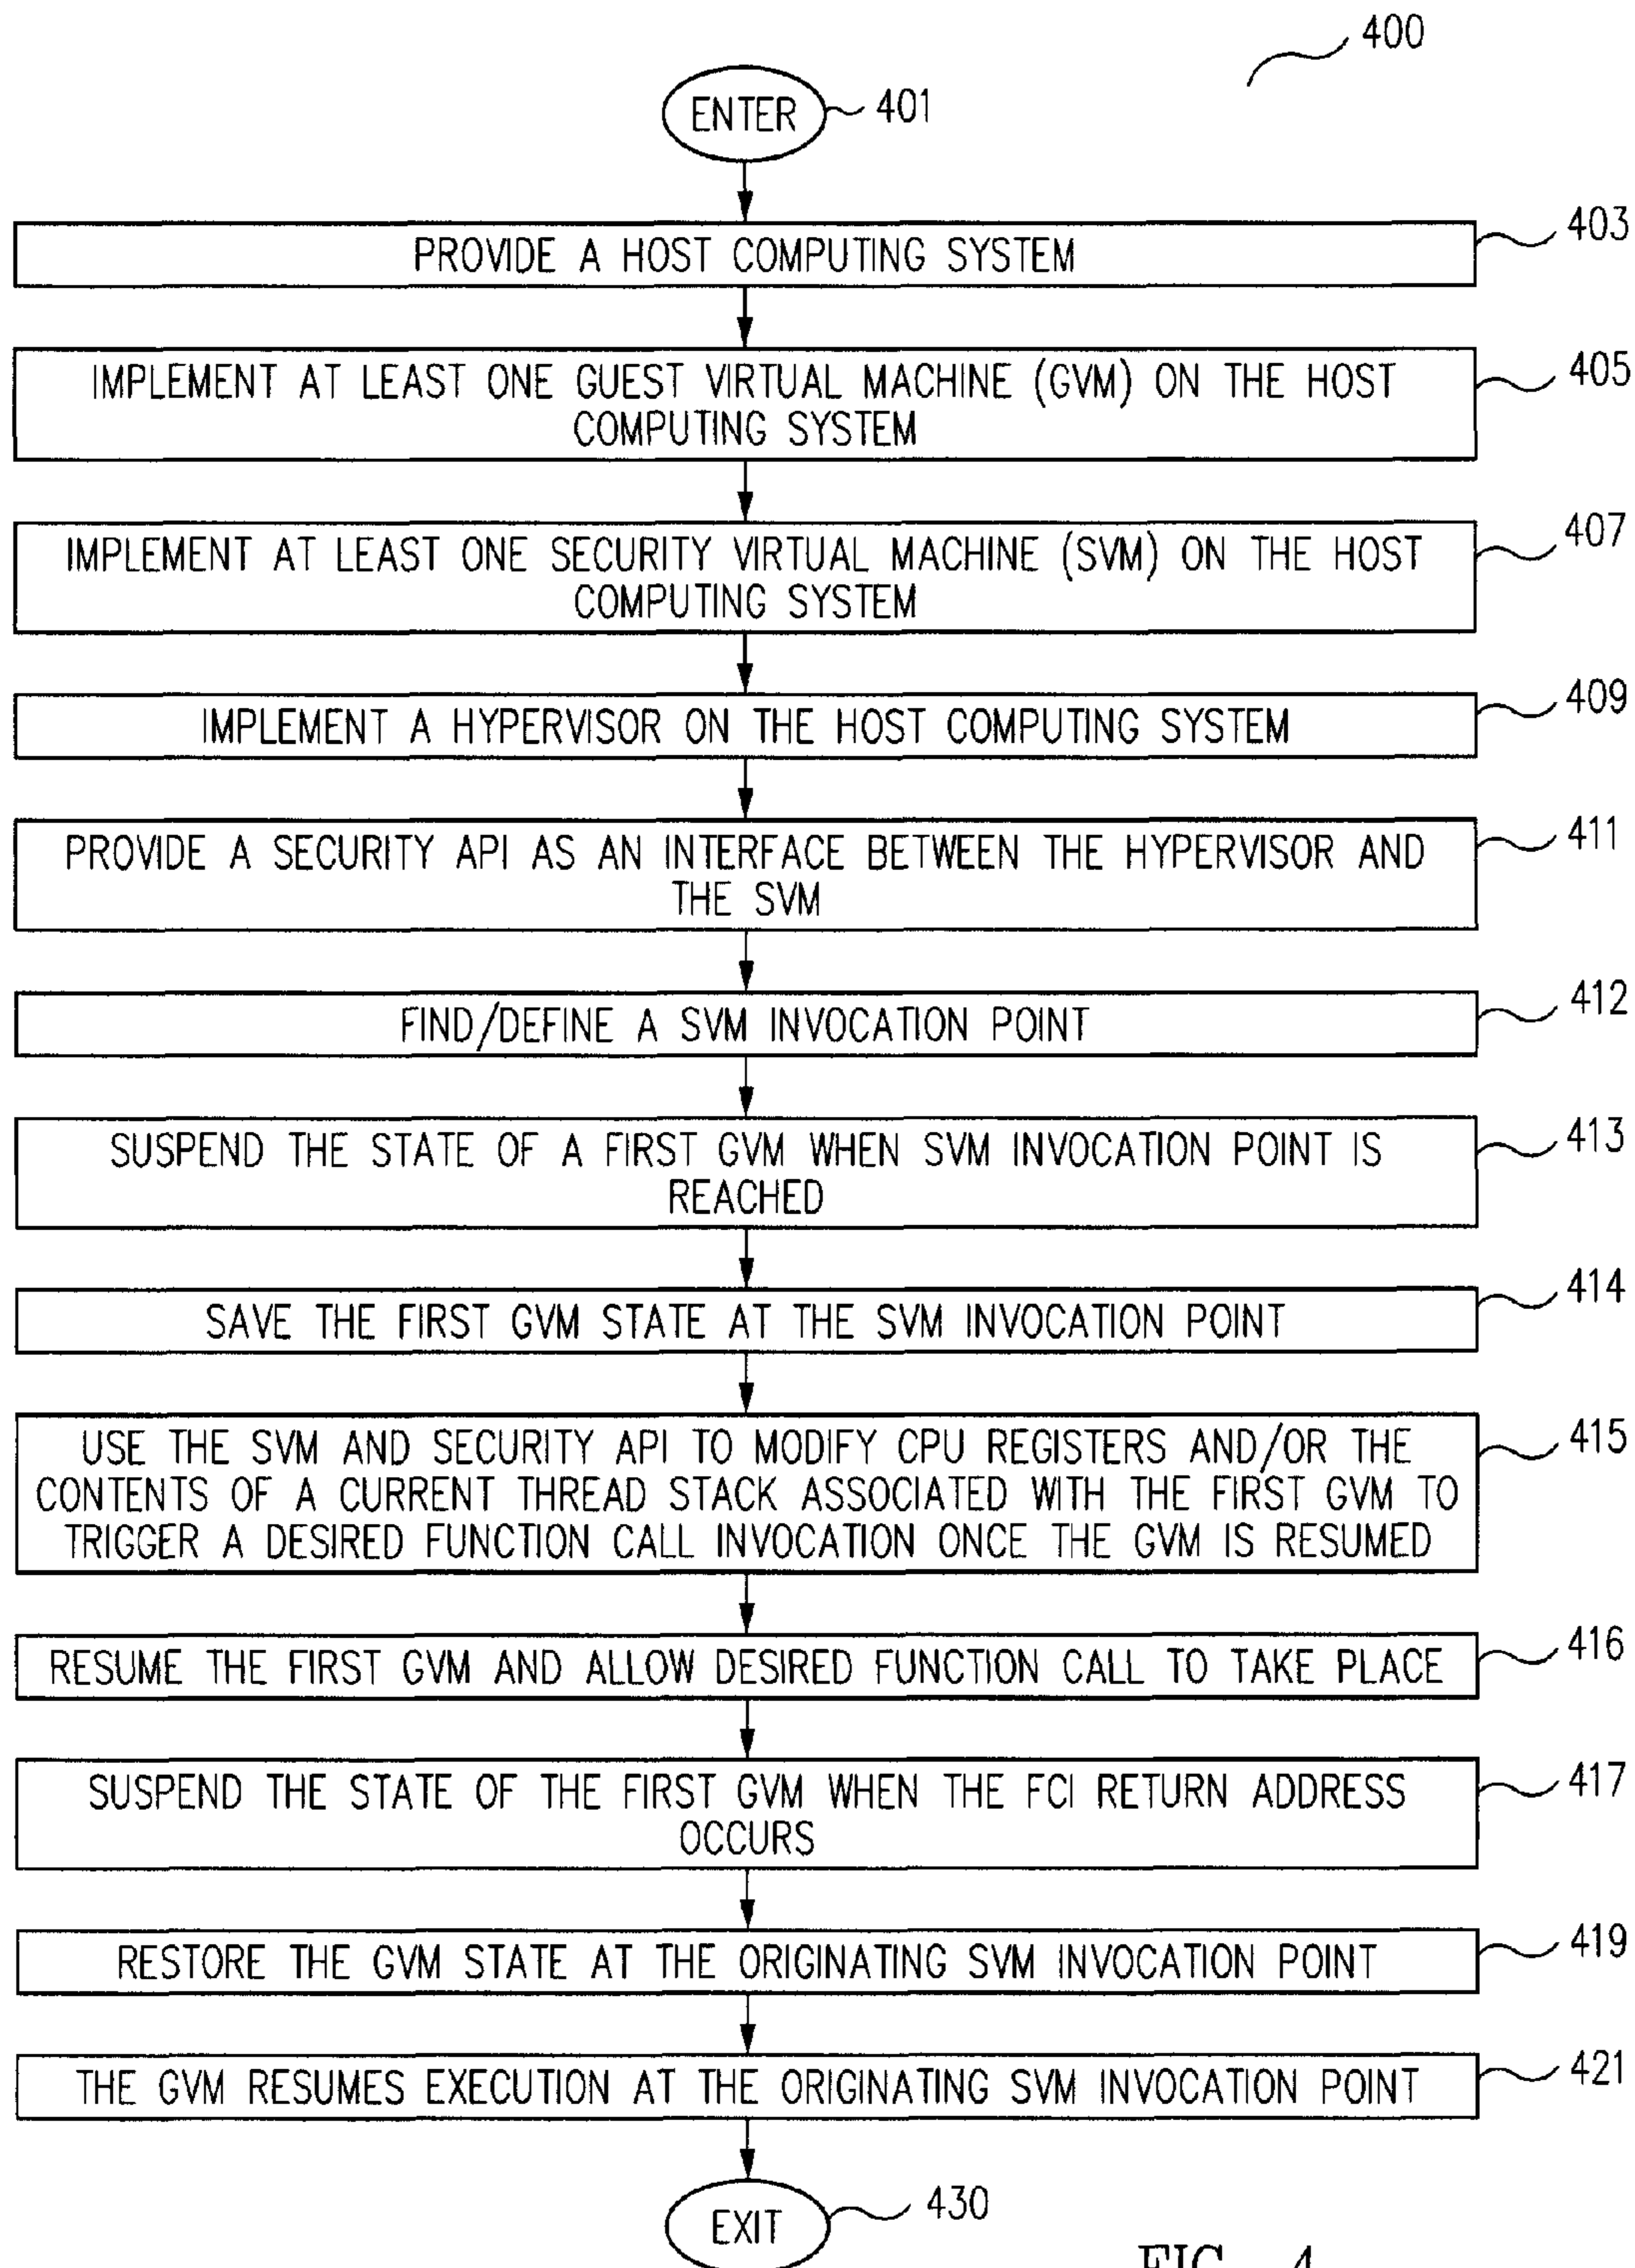 400
ENTER 401
PROVIDE A HOST COMPUTING SYSTEM 403
IMPLEMENT AT LEAST ONE GUEST VIRTUAL MACHINE (GVM) ON THE HOST 405
COMPUTING SYSTEM
IMPLEMENT AT LEAST ONE SECURITY VIRTUAL MACHINE (SVM) ON THE HOST 407
COMPUTING SYSTEM
IMPLEMENT A HYPERVISOR ON THE HOST COMPUTING SYSTEM 409
PROVIDE A SECURITY API AS AN INTERFACE BETWEEN THE HYPERVISOR AND 411
THE SVM
FIND/DEFINE A SVM INVOCATION POINT 412
SUSPEND THE STATE OF A FIRST GVM WHEN SVM INVOCATION POINT IS 413
REACHED
SAVE THE FIRST GVM STATE AT THE SVM INVOCATION POINT 414
USE THE SVM AND SECURITY API TO MODIFY CPU REGISTERS AND/OR THE 415
CONTENTS OF A CURRENT THREAD STACK ASSOCIATED WITH THE FIRST GVM TO
TRIGGER A DESIRED FUNCTION CALL INVOCATION ONCE THE GVM IS RESUMED
RESUME THE FIRST GVM AND ALLOW DESIRED FUNCTION CALL TO TAKE PLACE 416
SUSPEND THE STATE OF THE FIRST GVM WHEN THE FCI RETURN ADDRESS 417
OCCURS
RESTORE THE GVM STATE AT THE ORIGINATING SVM INVOCATION POINT 419
THE GVM RESUMES EXECUTION AT THE ORIGINATING SVM INVOCATION POINT 421
EXIT 430
FIG. 4